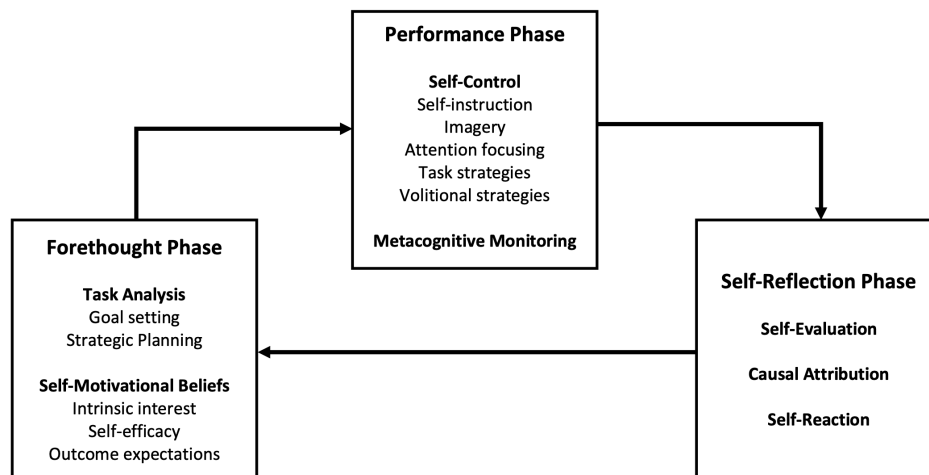 Performance Phase
Self-Control
Self-instruction
Imagery
Attention focusing
Task strategies
Volitional strategies
Metacognitive Monitoring
Forethought Phase
Task Analysis
Goal setting
Strategic Planning
Self-Motivational Beliefs
Intrinsic interest
Self-efficacy
Outcome expectations
Self-Reflection Phase
Self-Evaluation
Causal Attribution
Self-Reaction